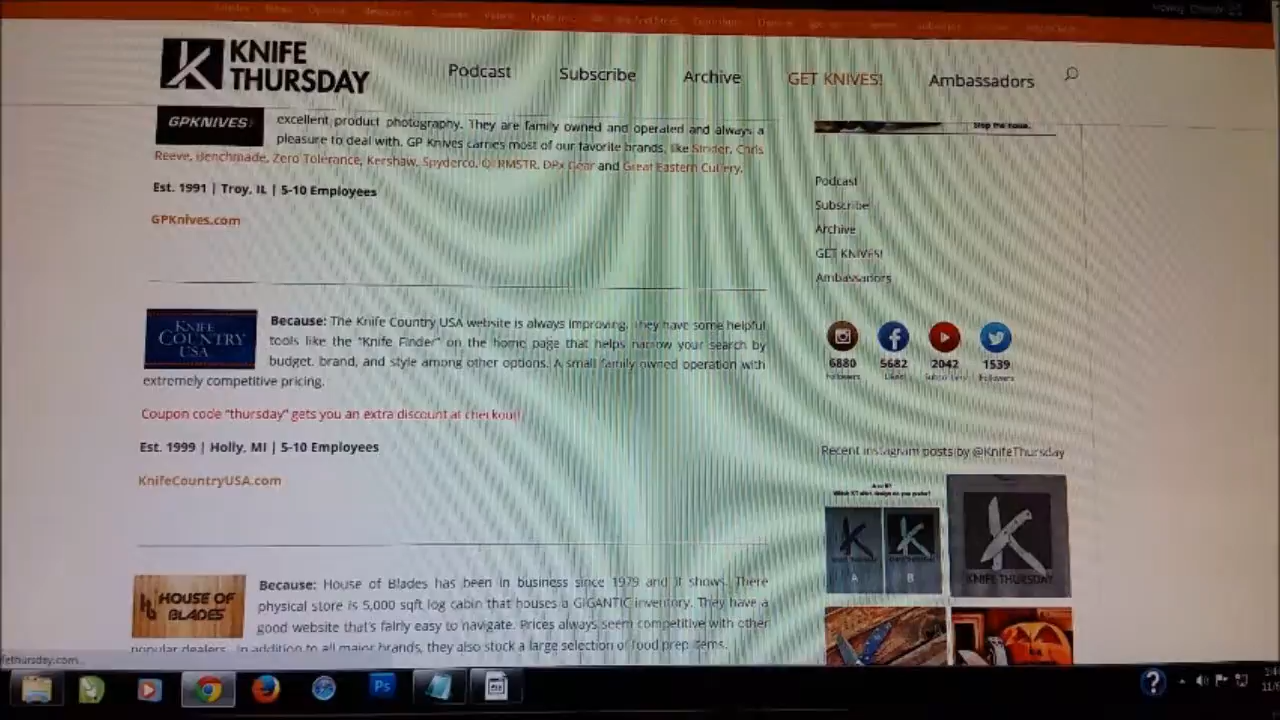 KNIFE
THURSDAY
Podcast
Subscribe
Archive
GET KNIVES!
Ambassadors
GPKNIVES
excellent product photography. They are family owned and operated and always a
pleasure to deal with. GP Knives carries most of our favorite brands, like Strider, Chris
Reeve, Benchmade, Zero Tolerance, Kershaw, Spyderco, DPx Gear and Great Eastern Cutlery.
Est. 1991 | Troy, IL | 5-10 Employees
GPKnives.com
KNIFE
COUNTRY
USA
Because: The Knife Country USA website is always improving. They have some helpful
tools like the "Knife Finder" on the home page that helps narrow your search by
budget, brand, and style among other options. A small family owned operation with
extremely competitive pricing.
Coupon code "thursday" gets you an extra discount at checkout!
Est. 1999 | Holly, MI | 5-10 Employees
KnifeCountryUSA.com
HOUSE OF
BLADES
Because: House of Blades has been in business since 1979 and it shows. There
physical store is 5,000 sqft log cabin that houses a GIGANTIC inventory. They have a
good website that's fairly easy to navigate. Prices always seem competitive with other
popular dealers. In addition to all major brands, they also stock a large selection of food prep items.
fethursday.com...
Podcast
Subscribe
Archive
GET KNIVES!
Ambassadors
6880
5682
2042
1539
Followers
Likes
Subscribers
Followers
Recent instagram posts by @KnifeThursday
A
B
KNIFE THURSDAY
Ps
?